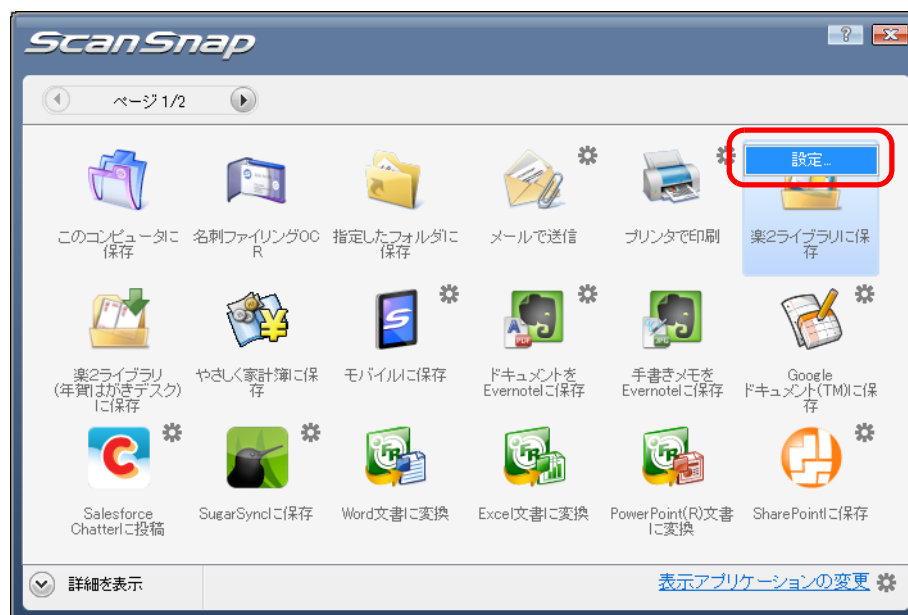 ScanSnap
ページ 1/2
設定...
このコンピュータに
保存
名刺ファイリングOC
R
指定したフォルダに
保存
メールで送信
プリンタで印刷
楽2ライブラリに保
存
楽2ライブラリ
(年賀はがきデスク)
に保存
やさしく家計簿に保
存
モバイルに保存
ドキュメントを
Evernoteに保存
手書きメモを
Evernoteに保存
Google
ドキュメント(TM)に保
存
Salesforce
Chatterに投稿
SugarSyncに保存
Word文書に変換
Excel文書に変換
PowerPoint(R)文書
に変換
SharePointに保存
詳細を表示
表示アプリケーションの変更